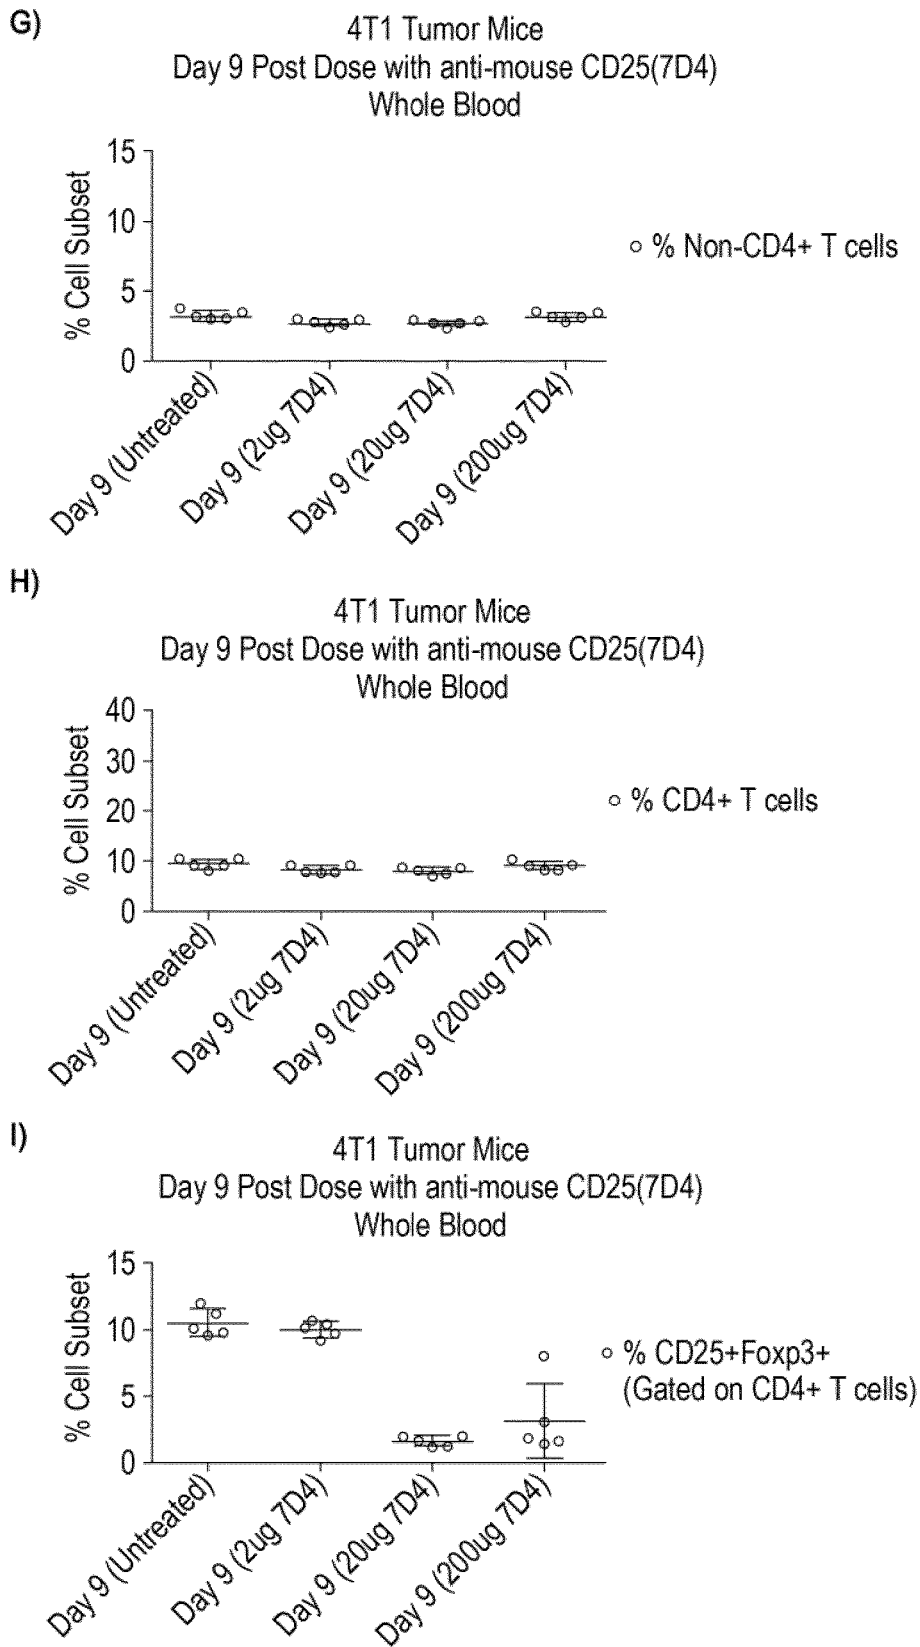 G)
4T1 Tumor Mice
Day 9 Post Dose with anti-mouse CD25(7D4)
Whole Blood
% Cell Subset
15
10
5
0
% Non-CD4+ T cells
Day 9 (Untreated)
Day 9 (2ug 7D4)
Day 9 (20ug 7D4)
Day 9 (200ug 7D4)
H)
4T1 Tumor Mice
Day 9 Post Dose with anti-mouse CD25(7D4)
Whole Blood
% Cell Subset
40
30
20
10
0
% CD4+ T cells
Day 9 (Untreated)
Day 9 (2ug 7D4)
Day 9 (20ug 7D4)
Day 9 (200ug 7D4)
I)
4T1 Tumor Mice
Day 9 Post Dose with anti-mouse CD25(7D4)
Whole Blood
% Cell Subset
15
10
5
0
% CD25+Foxp3+
(Gated on CD4+ T cells)
Day 9 (Untreated)
Day 9 (2ug 7D4)
Day 9 (20ug 7D4)
Day 9 (200ug 7D4)